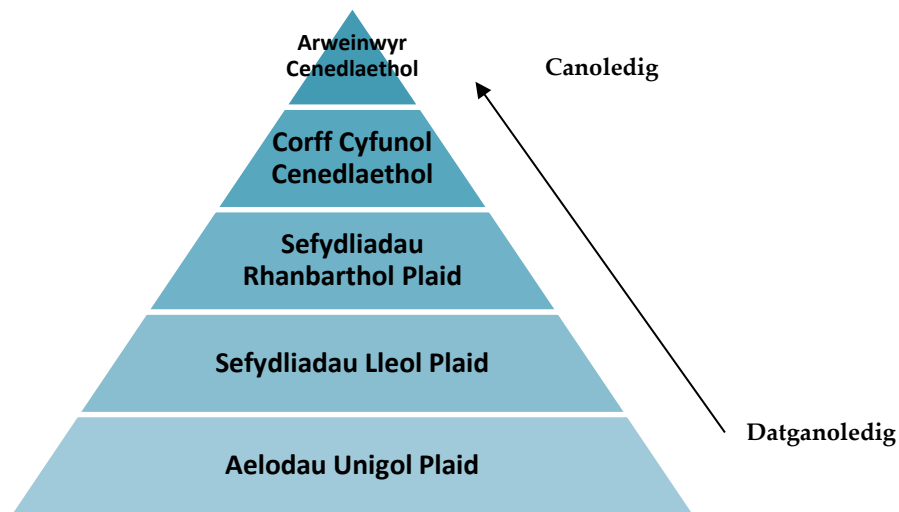 Arweinwyr
Cenedlaethol
Canoledig
Corff Cyfunol
Cenedlaethol
Sefydliadau
Rhanbarthol Plaid
Sefydliadau Lleol Plaid
Datganoledig
Aelodau Unigol Plaid